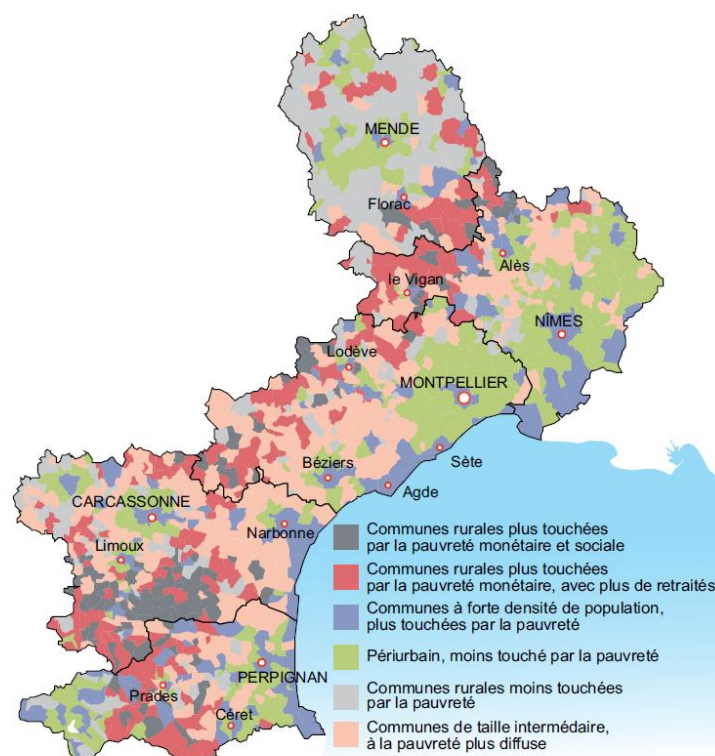 MENDE
Florac
Alès
le Vigan
NÎMES
Lodève
MONTPELLIER
Béziers
Sète
Agde
CARCASSONNE
Narbonne
Limoux
PERPIGNAN
Prades
Céret
Communes rurales plus touchées
par la pauvreté monétaire et sociale
Communes rurales plus touchées
par la pauvreté monétaire, avec plus de retraités
Communes à forte densité de population,
plus touchées par la pauvreté
Périurbain, moins touché par la pauvreté
Communes rurales moins touchées
par la pauvreté
Communes de taille intermédaire,
à la pauvreté plus diffuse